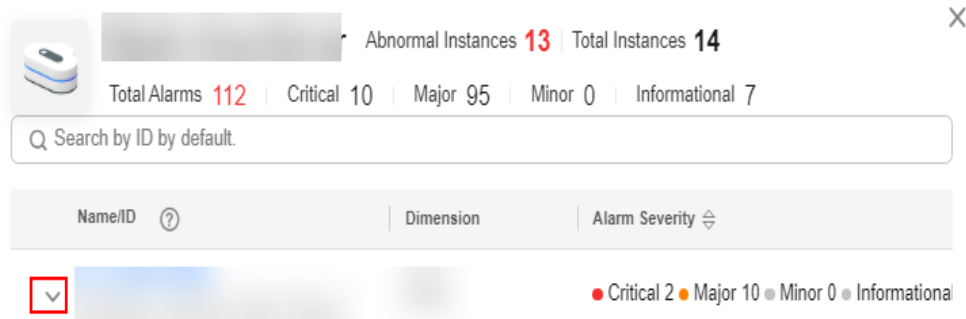 Abnormal Instances 13 Total Instances 14
Total Alarms 112 Critical 10 Major 95 Minor 0 Informational 7
Search by ID by default.
Name/ID ? Dimension Alarm Severity
Critical 2 Major 10 Minor 0 Informational